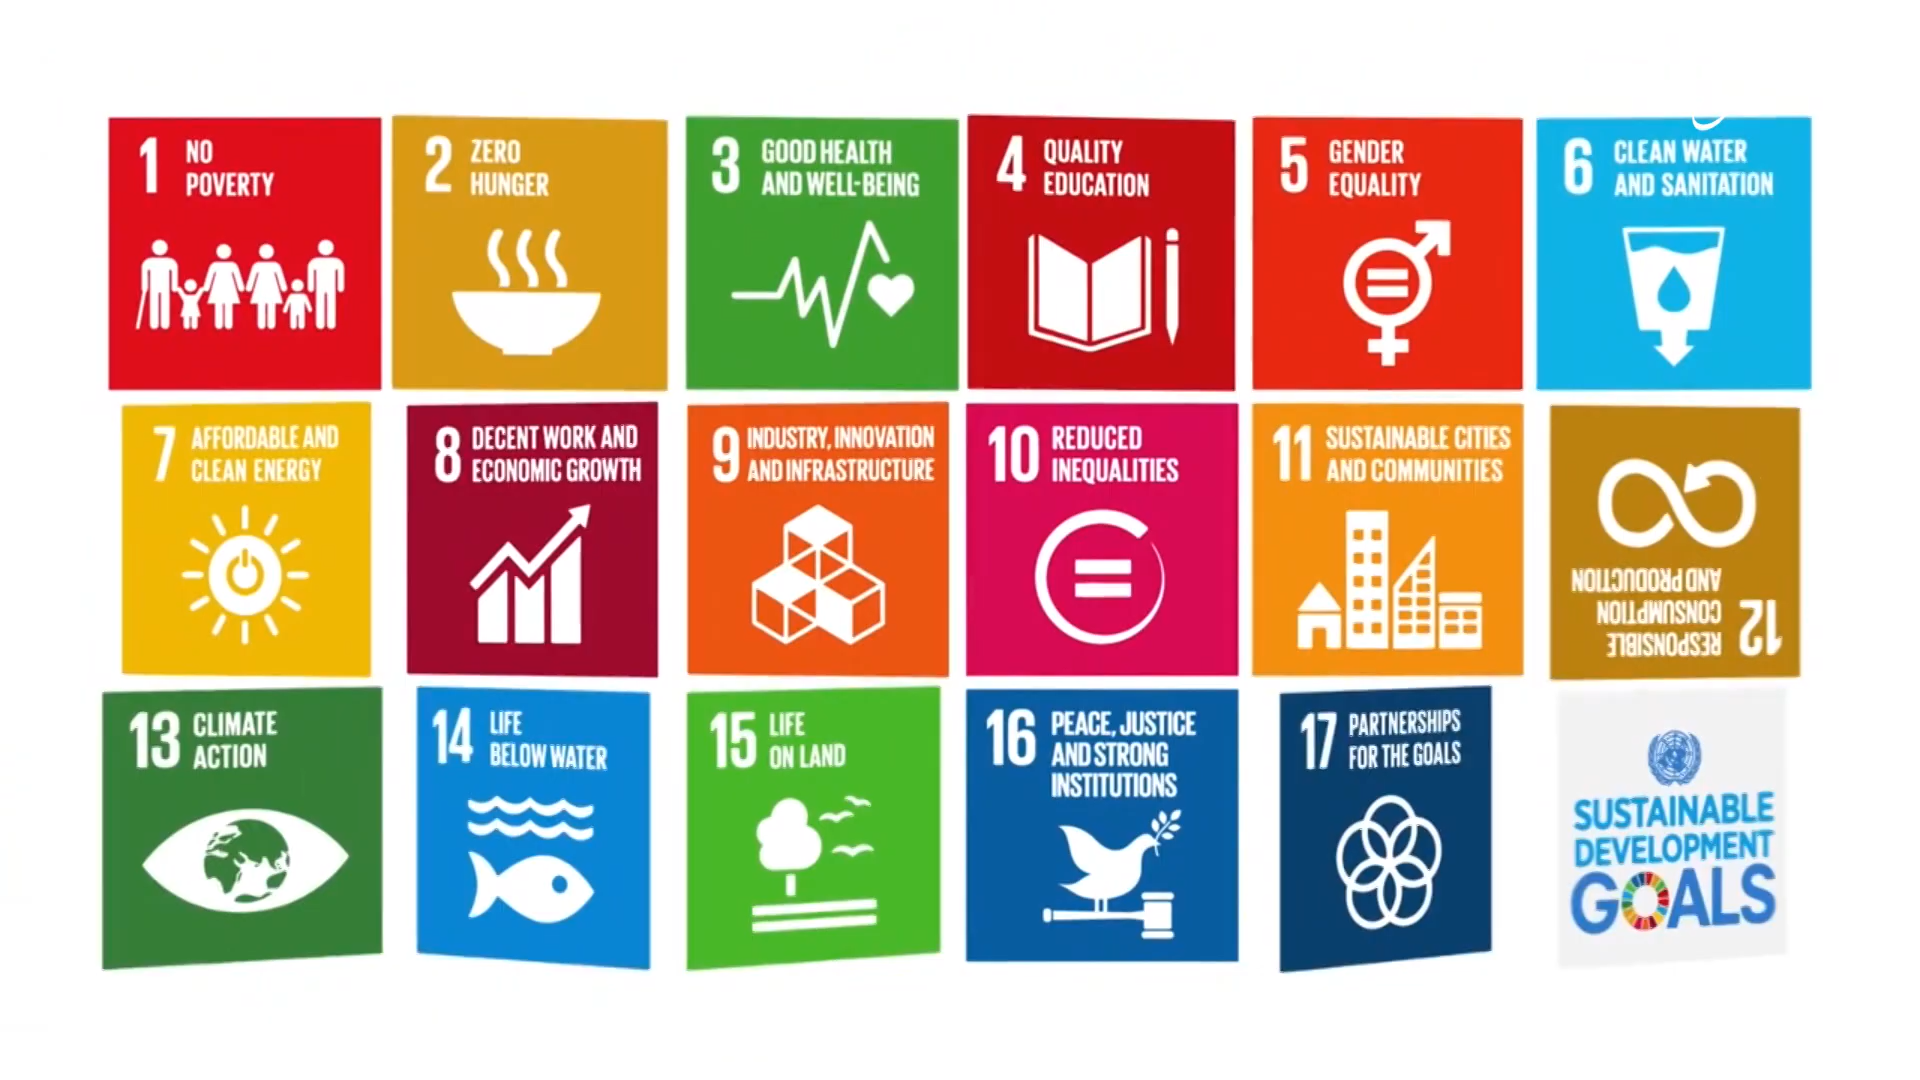 1 NO
POVERTY
2 ZERO
HUNGER
3 GOOD HEALTH
AND WELL-BEING
4 QUALITY
EDUCATION
5 GENDER
EQUALITY
6 CLEAN WATER
AND SANITATION
7 AFFORDABLE AND
CLEAN ENERGY
8 DECENT WORK AND
ECONOMIC GROWTH
9 INDUSTRY, INNOVATION
AND INFRASTRUCTURE
10 REDUCED
INEQUALITIES
11 SUSTAINABLE CITIES
AND COMMUNITIES
12 RESPONSIBLE
CONSUMPTION
AND PRODUCTION
13 CLIMATE
ACTION
14 LIFE
BELOW WATER
15 LIFE
ON LAND
16 PEACE, JUSTICE
AND STRONG
INSTITUTIONS
17 PARTNERSHIPS
FOR THE GOALS
SUSTAINABLE
DEVELOPMENT
GOALS